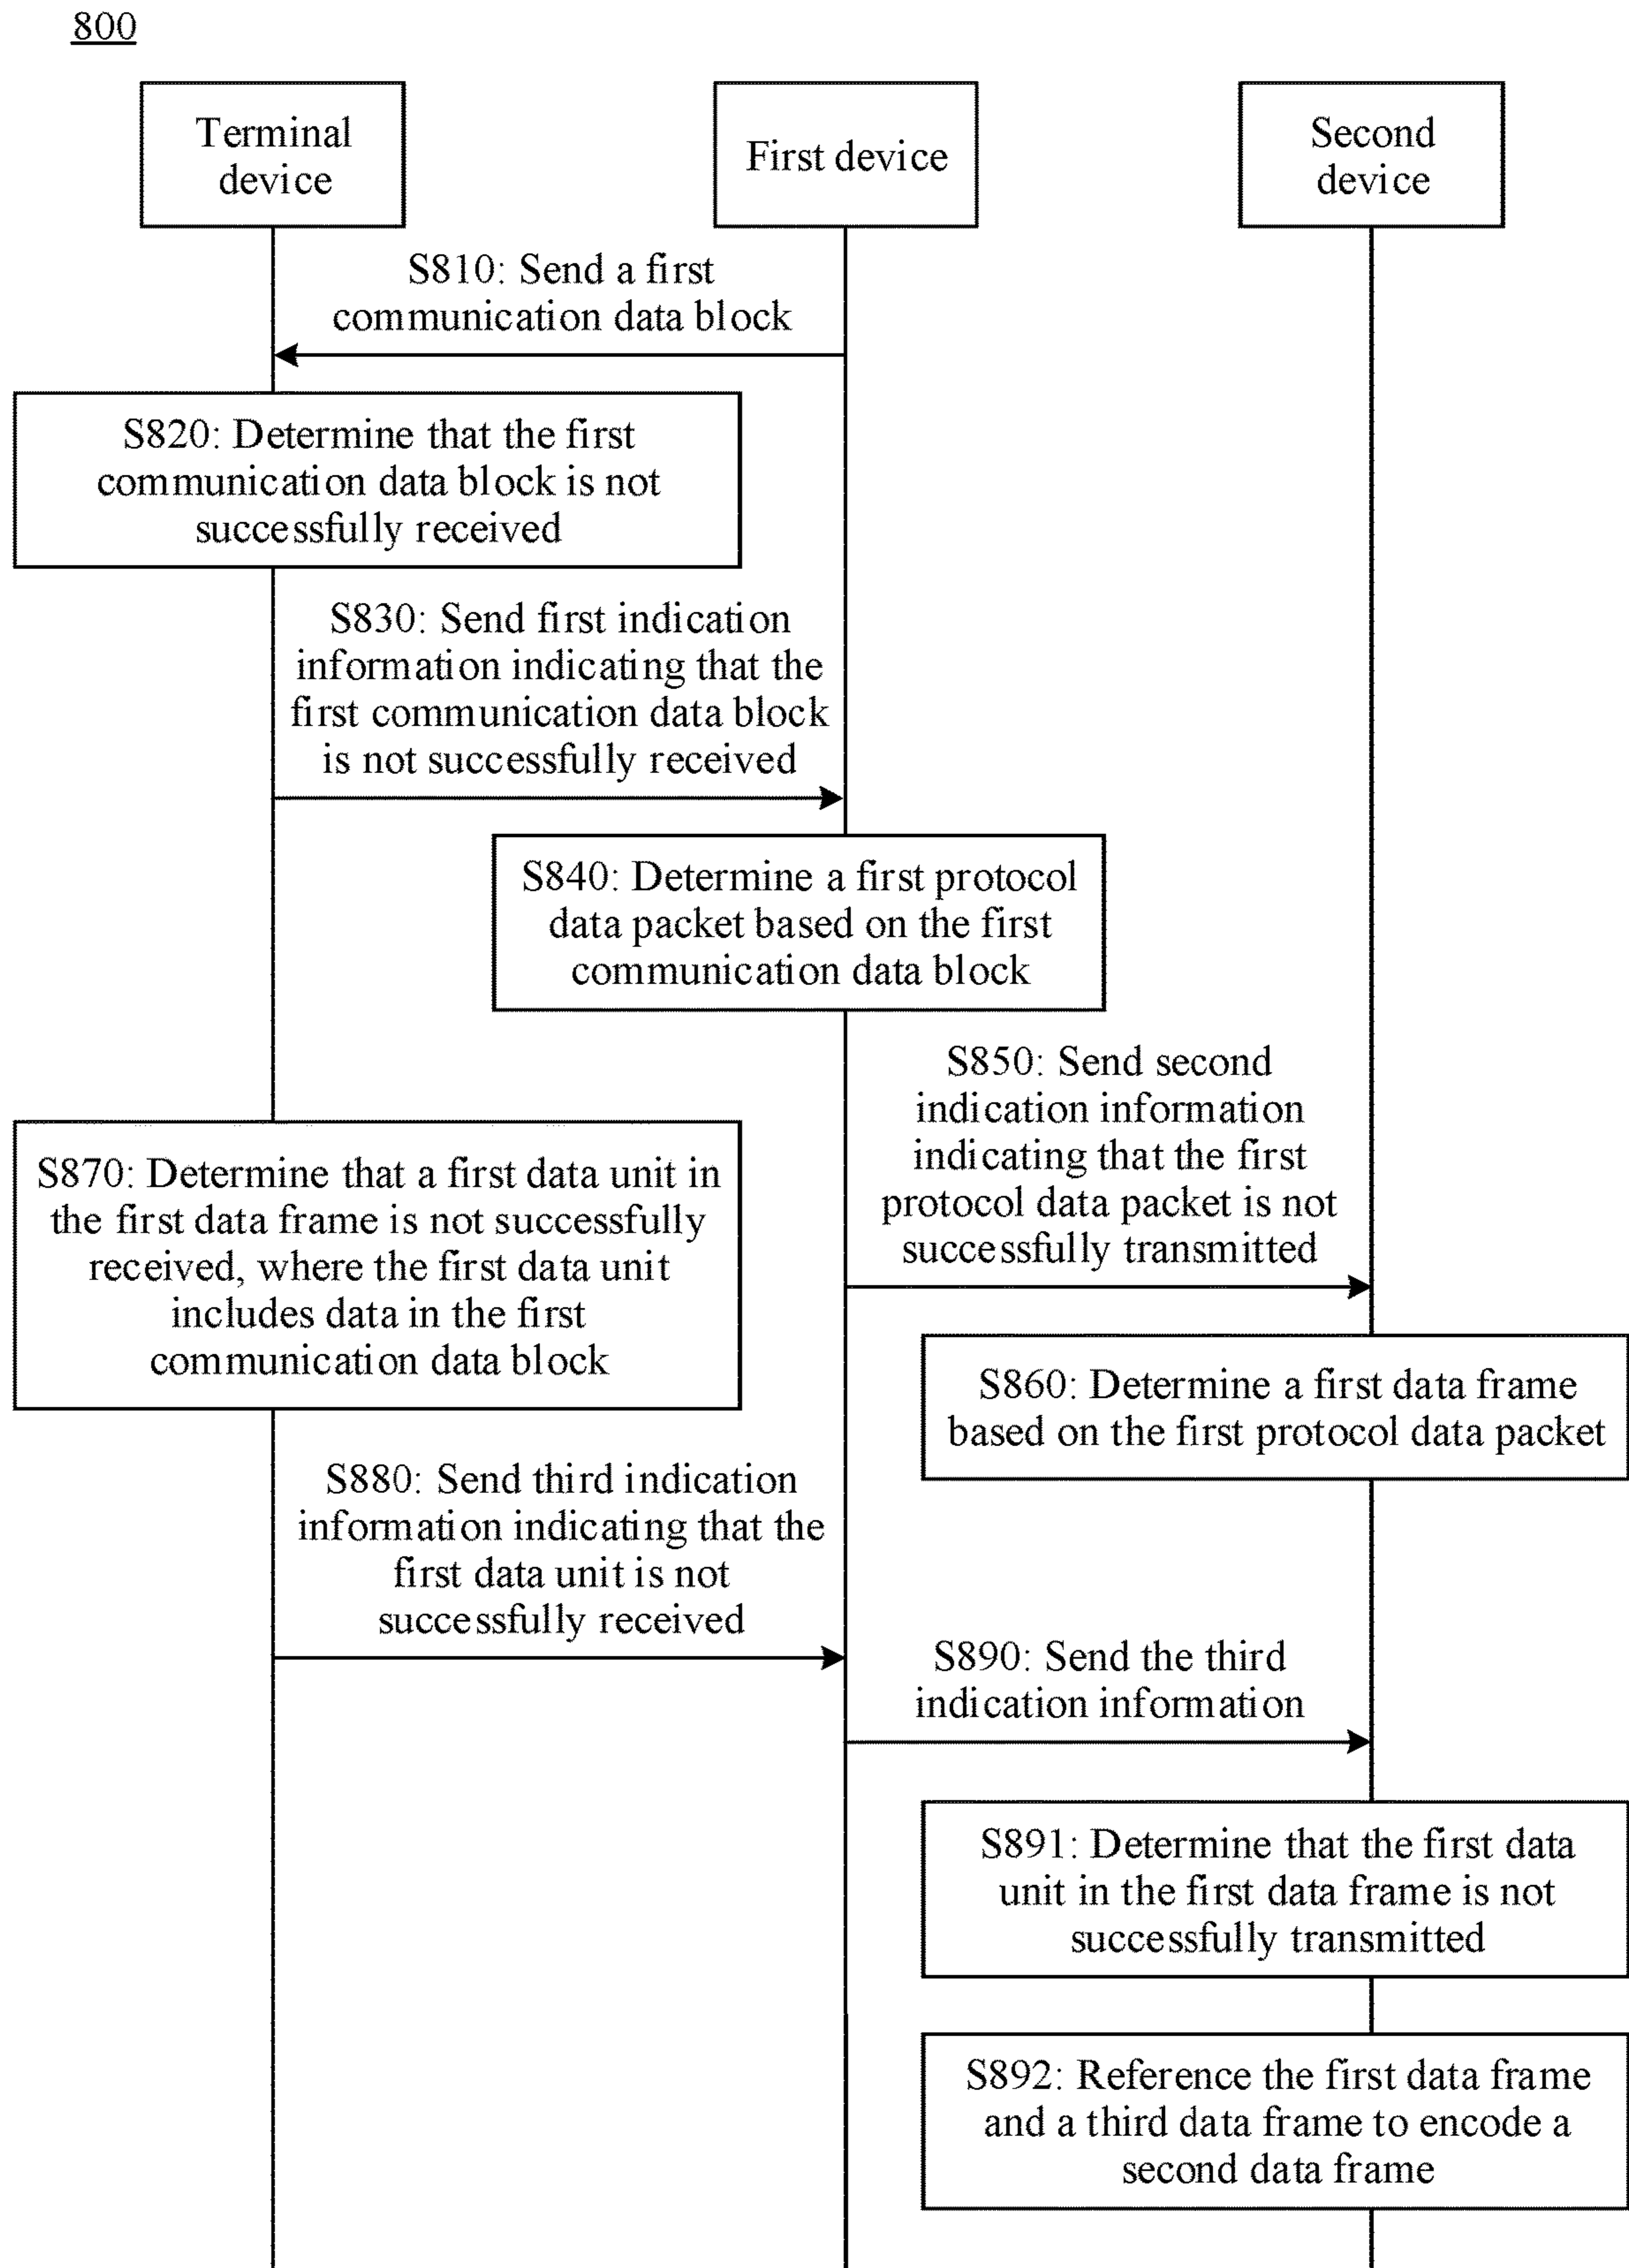 800
Terminal
device
First device
Second
device
S810: Send a first
communication data block
S820: Determine that the first
communication data block is not
successfully received
S830: Send first indication
information indicating that the
first communication data block
is not successfully received
S840: Determine a first protocol
data packet based on the first
communication data block
S850: Send second
indication information
indicating that the first
protocol data packet is not
successfully transmitted
S870: Determine that a first data unit in
the first data frame is not successfully
received, where the first data unit
includes data in the first
communication data block
S860: Determine a first data frame
based on the first protocol data packet
S880: Send third indication
information indicating that the
first data unit is not
successfully received
S890: Send the third
indication information
S891: Determine that the first data
unit in the first data frame is not
successfully transmitted
S892: Reference the first data frame
and a third data frame to encode a
second data frame